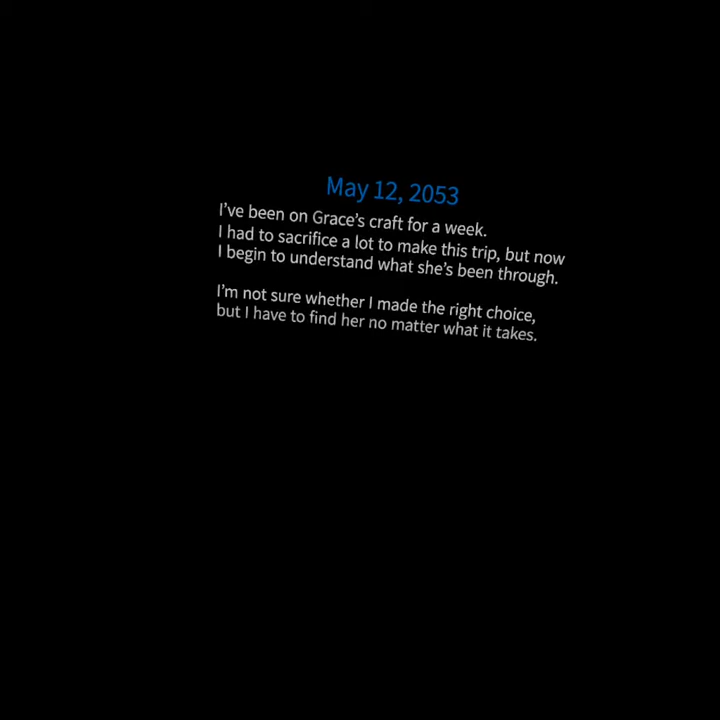 May 12, 2053
I've been on Grace's craft for a week.
I had to sacrifice a lot to make this trip, but now
I begin to understand what she's been through.
I'm not sure whether I made the right choice,
but I have to find her no matter what it takes.